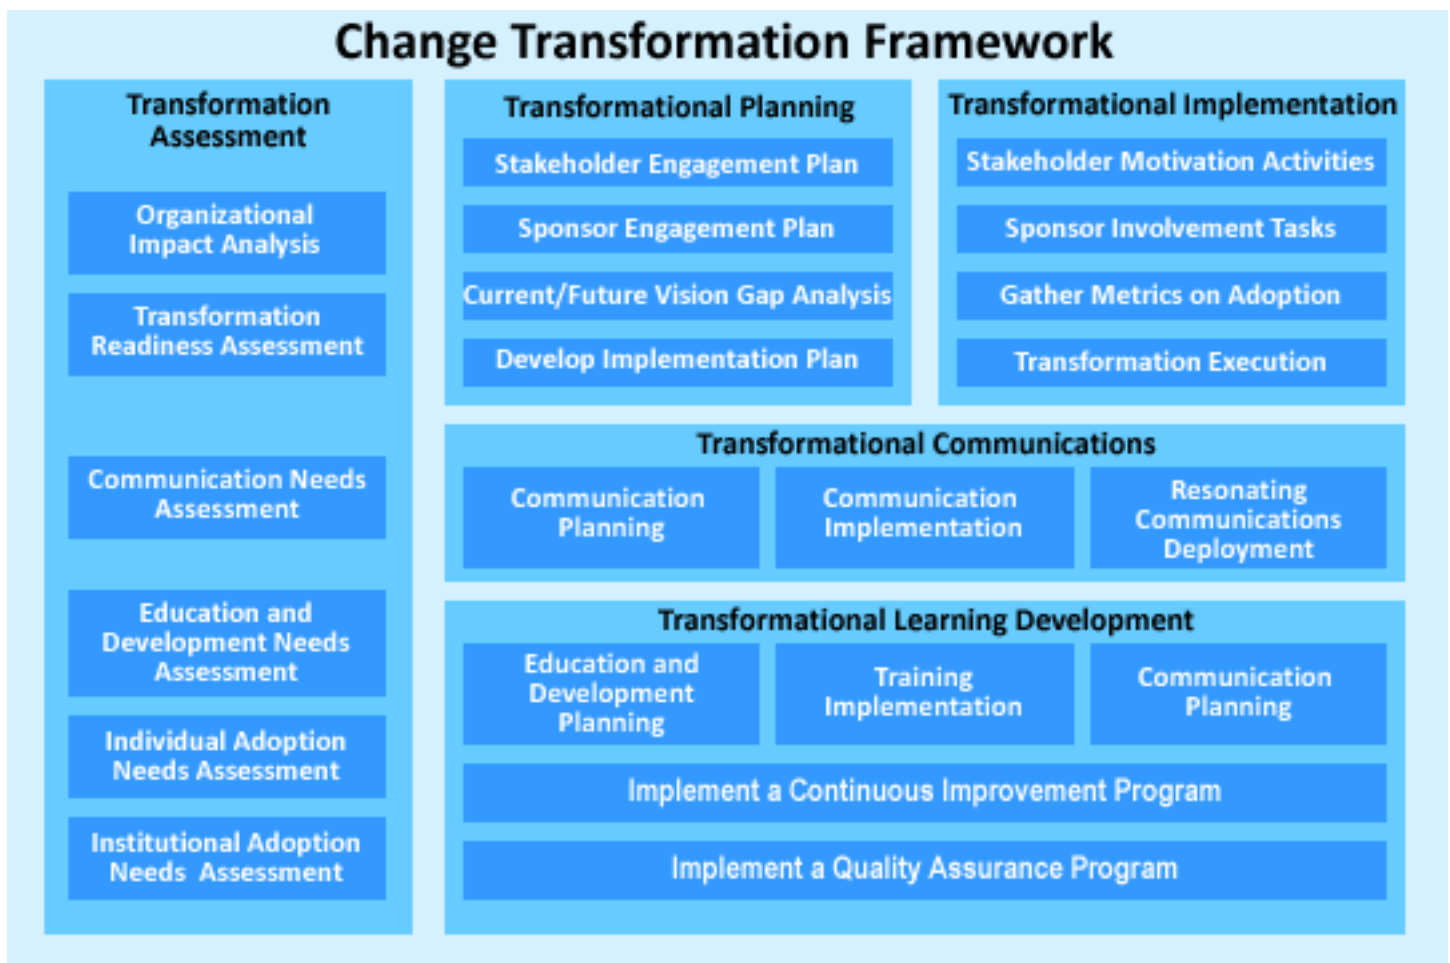 Change Transformation Framework
Transformation
Assessment
Organizational
Impact Analysis
Transformation
Readiness Assessment
Communication Needs
Assessment
Education and
Development Needs
Assessment
Individual Adoption
Needs Assessment
Institutional Adoption
Needs Assessment
Transformational Planning
Stakeholder Engagement Plan
Sponsor Engagement Plan
Current/Future Vision Gap Analysis
Develop Implementation Plan
Transformational Implementation
Stakeholder Motivation Activities
Sponsor Involvement Tasks
Gather Metrics on Adoption
Transformation Execution
Transformational Communications
Communication
Planning
Communication
Implementation
Resonating
Communications
Deployment
Transformational Learning Development
Education and
Development
Planning
Training
Implementation
Communication
Planning
Implement a Continuous Improvement Program
Implement a Quality Assurance Program